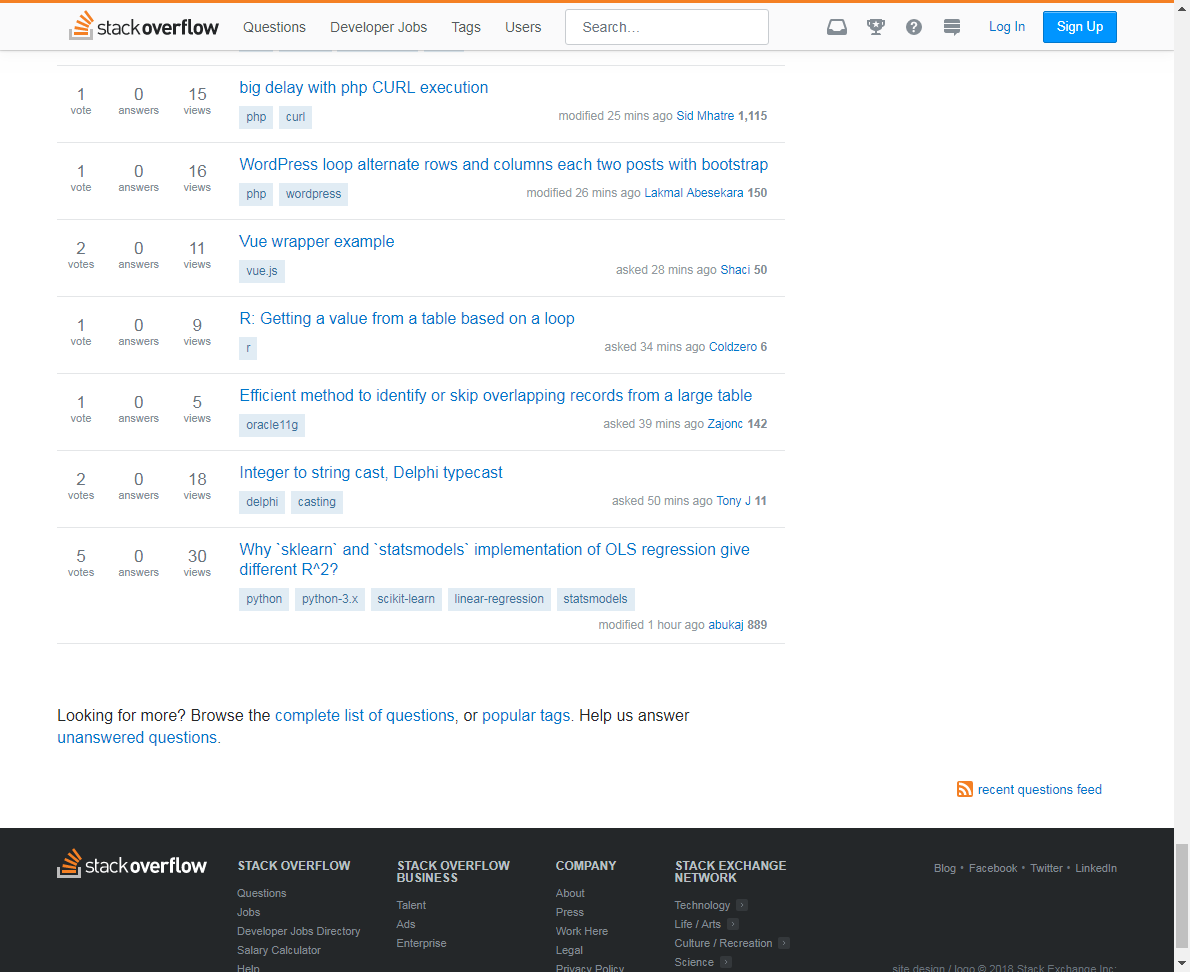 stackoverflow Questions Developer Jobs Tags Users Search... Log In Sign Up
1 0 15 big delay with php CURL execution
vote answers views php curl modified 25 mins ago Sid Mhatre 1,115
1 0 16 WordPress loop alternate rows and columns each two posts with bootstrap
vote answers views php wordpress modified 26 mins ago Lakmal Abesekara 150
2 0 11 Vue wrapper example
votes answers views vue.js asked 28 mins ago Shaci 50
1 0 9 R: Getting a value from a table based on a loop
vote answers views r asked 34 mins ago Coldzero 6
1 0 5 Efficient method to identify or skip overlapping records from a large table
vote answers views oracle11g asked 39 mins ago Zajonc 142
2 0 18 Integer to string cast, Delphi typecast
votes answers views delphi casting asked 50 mins ago Tony J 11
5 0 30 Why `sklearn` and `statsmodels` implementation of OLS regression give
votes answers views different R^2?
python python-3.x scikit-learn linear-regression statsmodels
modified 1 hour ago abukaj 889
Looking for more? Browse the complete list of questions, or popular tags. Help us answer
unanswered questions.
recent questions feed
stackoverflow
STACK OVERFLOW
Questions
Jobs
Developer Jobs Directory
Salary Calculator
Help
STACK OVERFLOW
BUSINESS
Talent
Ads
Enterprise
COMPANY
About
Press
Work Here
Legal
Privacy Policy
STACK EXCHANGE
NETWORK
Technology
Life / Arts
Culture / Recreation
Science
Blog • Facebook • Twitter • LinkedIn
site design / logo © 2018 Stack Exchange Inc;